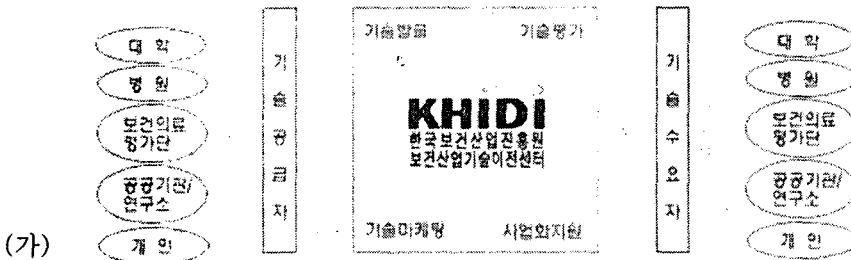 대 학
병 원
보건의료
평가단
공공기관/
연구소
개 인
기술공급자
기술발굴
기술평가
KHIDI
한국보건산업진흥원
보건산업기술이전센터
기술마케팅
사업화지원
기술수요자
대 학
병 원
보건의료
평가단
공공기관/
연구소
개 인
(가)